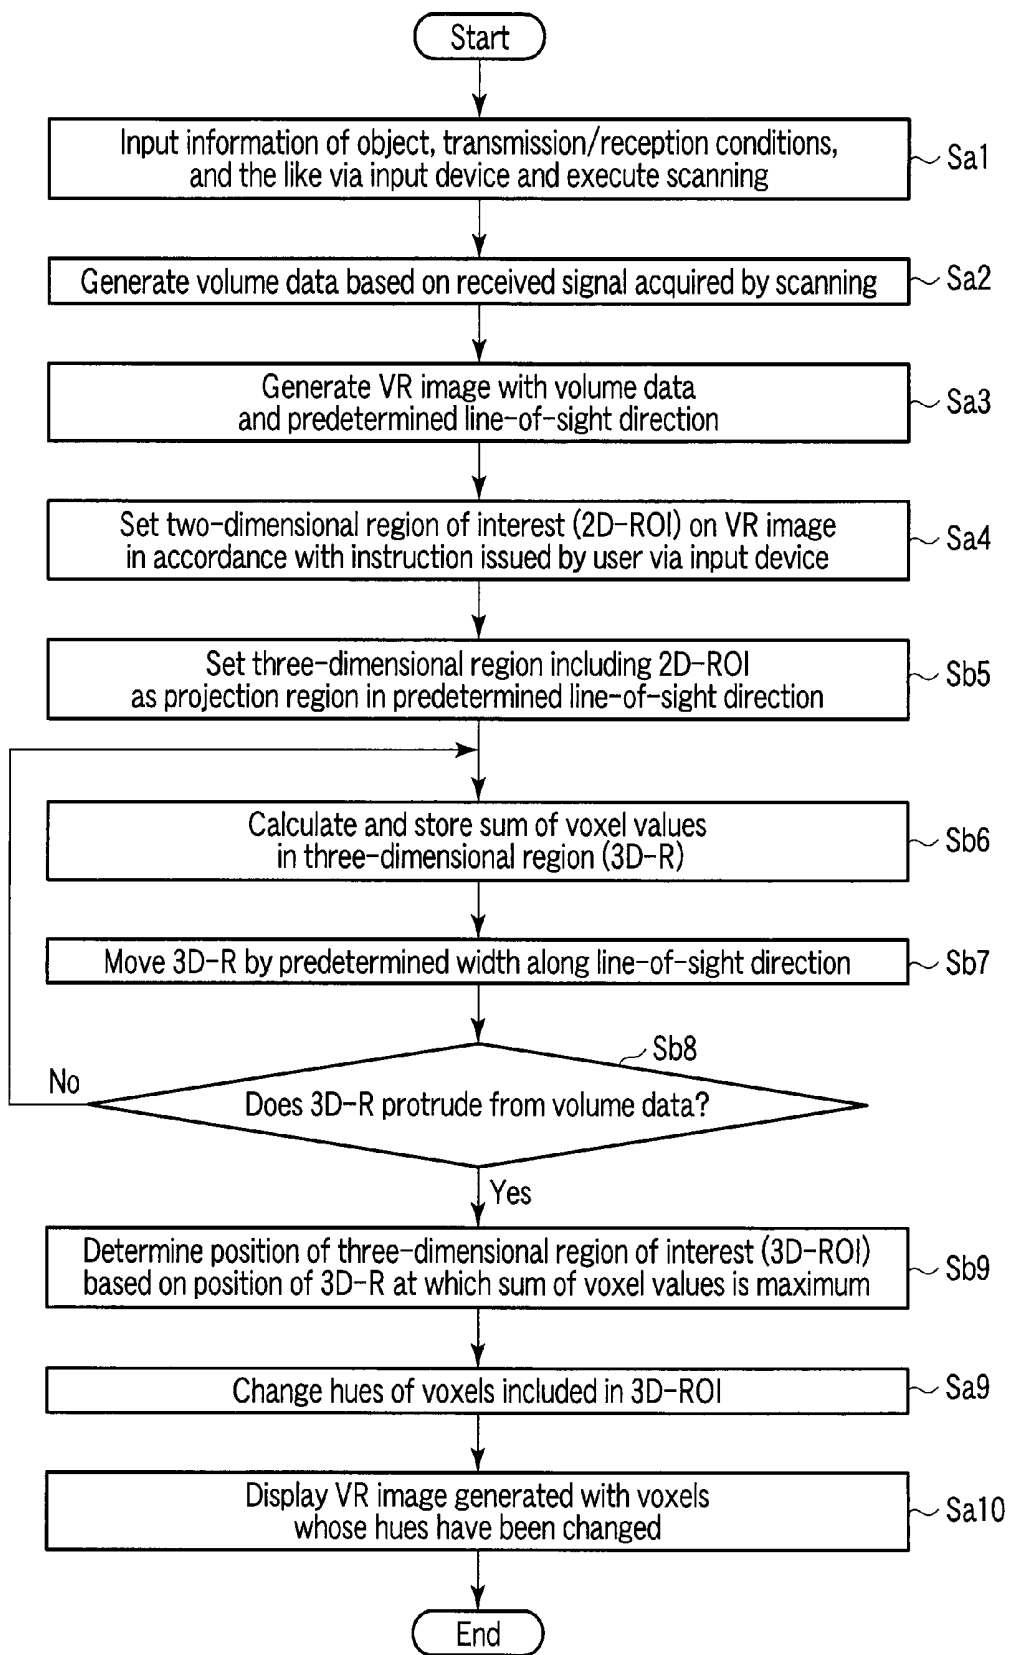 Start
Input information of object, transmission/reception conditions,
and the like via input device and execute scanning
Sa1
Generate volume data based on received signal acquired by scanning
Sa2
Generate VR image with volume data
and predetermined line-of-sight direction
Sa3
Set two-dimensional region of interest (2D-ROI) on VR image
in accordance with instruction issued by user via input device
Sa4
Set three-dimensional region including 2D-ROI
as projection region in predetermined line-of-sight direction
Sb5
Calculate and store sum of voxel values
in three-dimensional region (3D-R)
Sb6
Move 3D-R by predetermined width along line-of-sight direction
Sb7
Sb8
No
Does 3D-R protrude from volume data?
Yes
Determine position of three-dimensional region of interest (3D-ROI)
based on position of 3D-R at which sum of voxel values is maximum
Sb9
Change hues of voxels included in 3D-ROI
Sa9
Display VR image generated with voxels
whose hues have been changed
Sa10
End